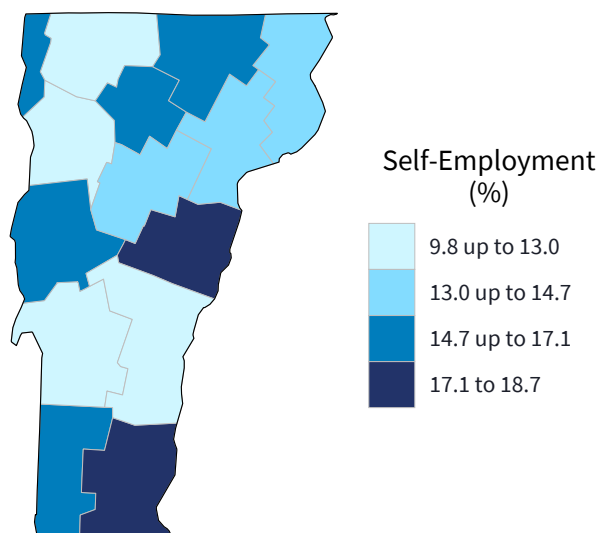 Self-Employment
(%)
9.8 up to 13.0
13.0 up to 14.7
14.7 up to 17.1
17.1 to 18.7